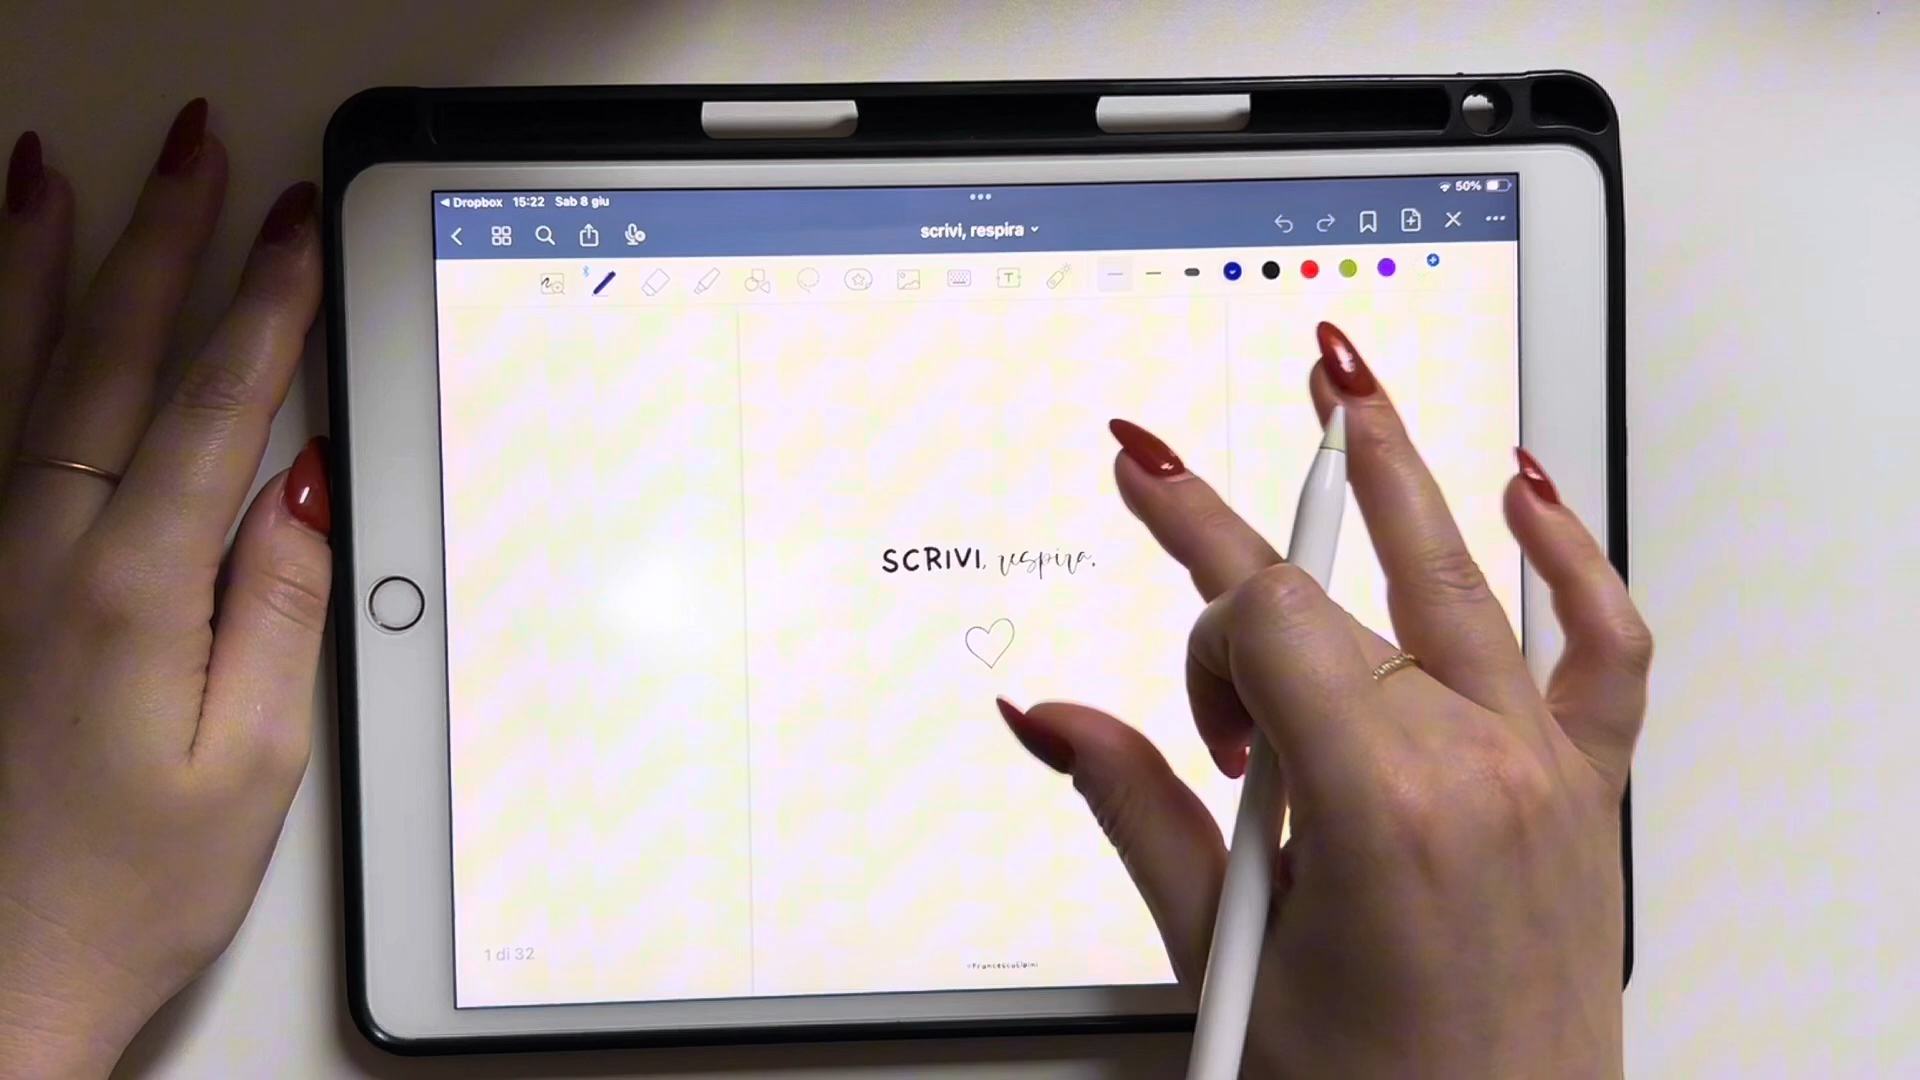 Dropbox 15:22 Sab 8 giu 50%
scrivi, respira
T
SCRIVI, respira.
1 di 32